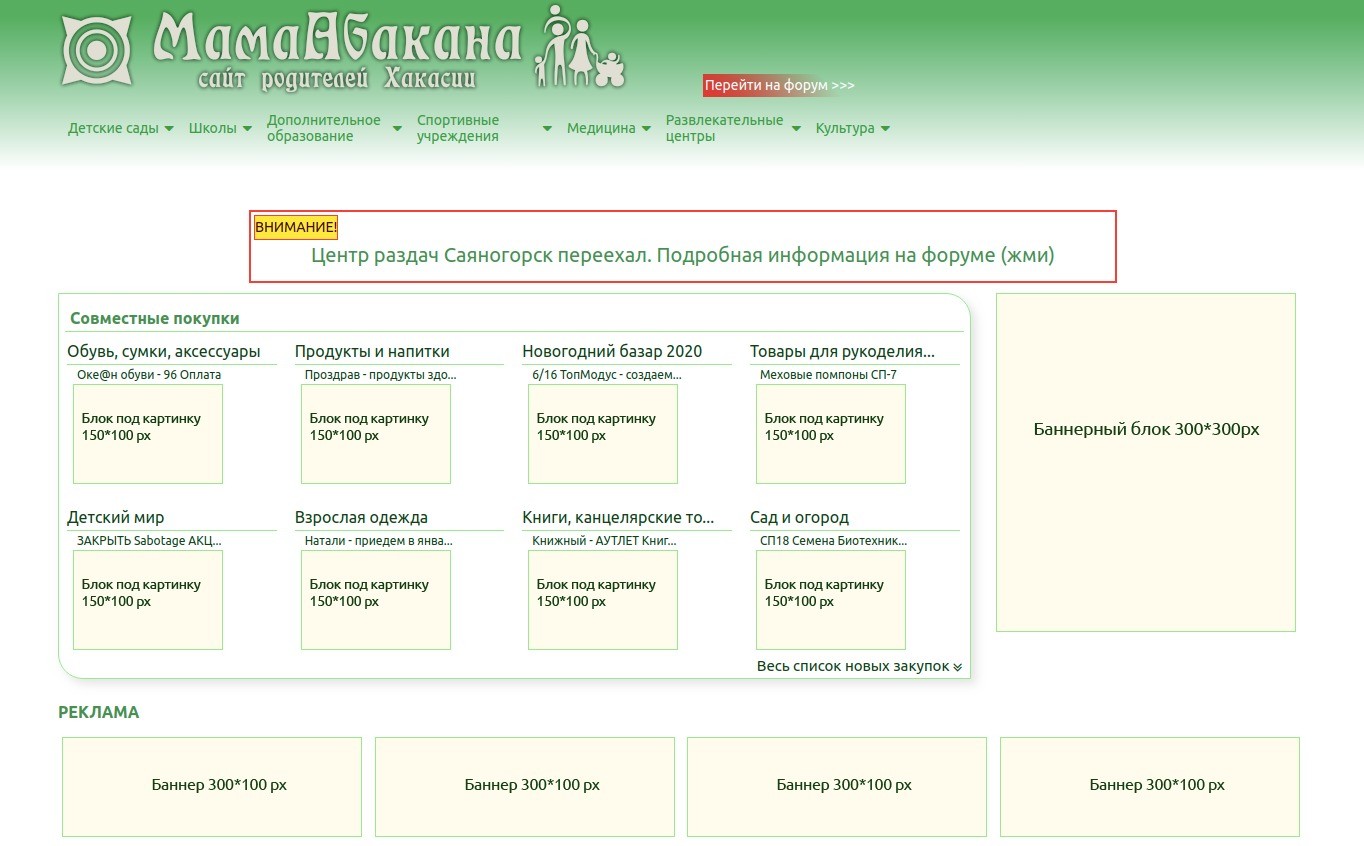 МамаАбакана
сайт родителей Хакасии
Перейти на форум >>>
Детские сады
Школы
Дополнительное
образование
Спортивные
учреждения
Медицина
Развлекательные
центры
Культура
ВНИМАНИЕ!
Центр раздач Саяногорск переехал. Подробная информация на форуме (жми)
Совместные покупки
Обувь, сумки, аксессуары
Оке@н обуви - 96 Оплата
Блок под картинку
150*100 px
Продукты и напитки
Проздрав - продукты здо...
Блок под картинку
150*100 px
Новогодний базар 2020
6/16 ТопМодус - создаем...
Блок под картинку
150*100 px
Товары для рукоделия...
Меховые помпоны СП-7
Блок под картинку
150*100 px
Детский мир
ЗАКРЫТЬ Sabotage АКЦ...
Блок под картинку
150*100 px
Взрослая одежда
Натали - приедем в янва...
Блок под картинку
150*100 px
Книги, канцелярские то...
Книжный - АУТЛЕТ Книг...
Блок под картинку
150*100 px
Сад и огород
СП18 Семена Биотехник...
Блок под картинку
150*100 px
Весь список новых закупок
Баннерный блок 300*300px
РЕКЛАМА
Баннер 300*100 px
Баннер 300*100 px
Баннер 300*100 px
Баннер 300*100 px